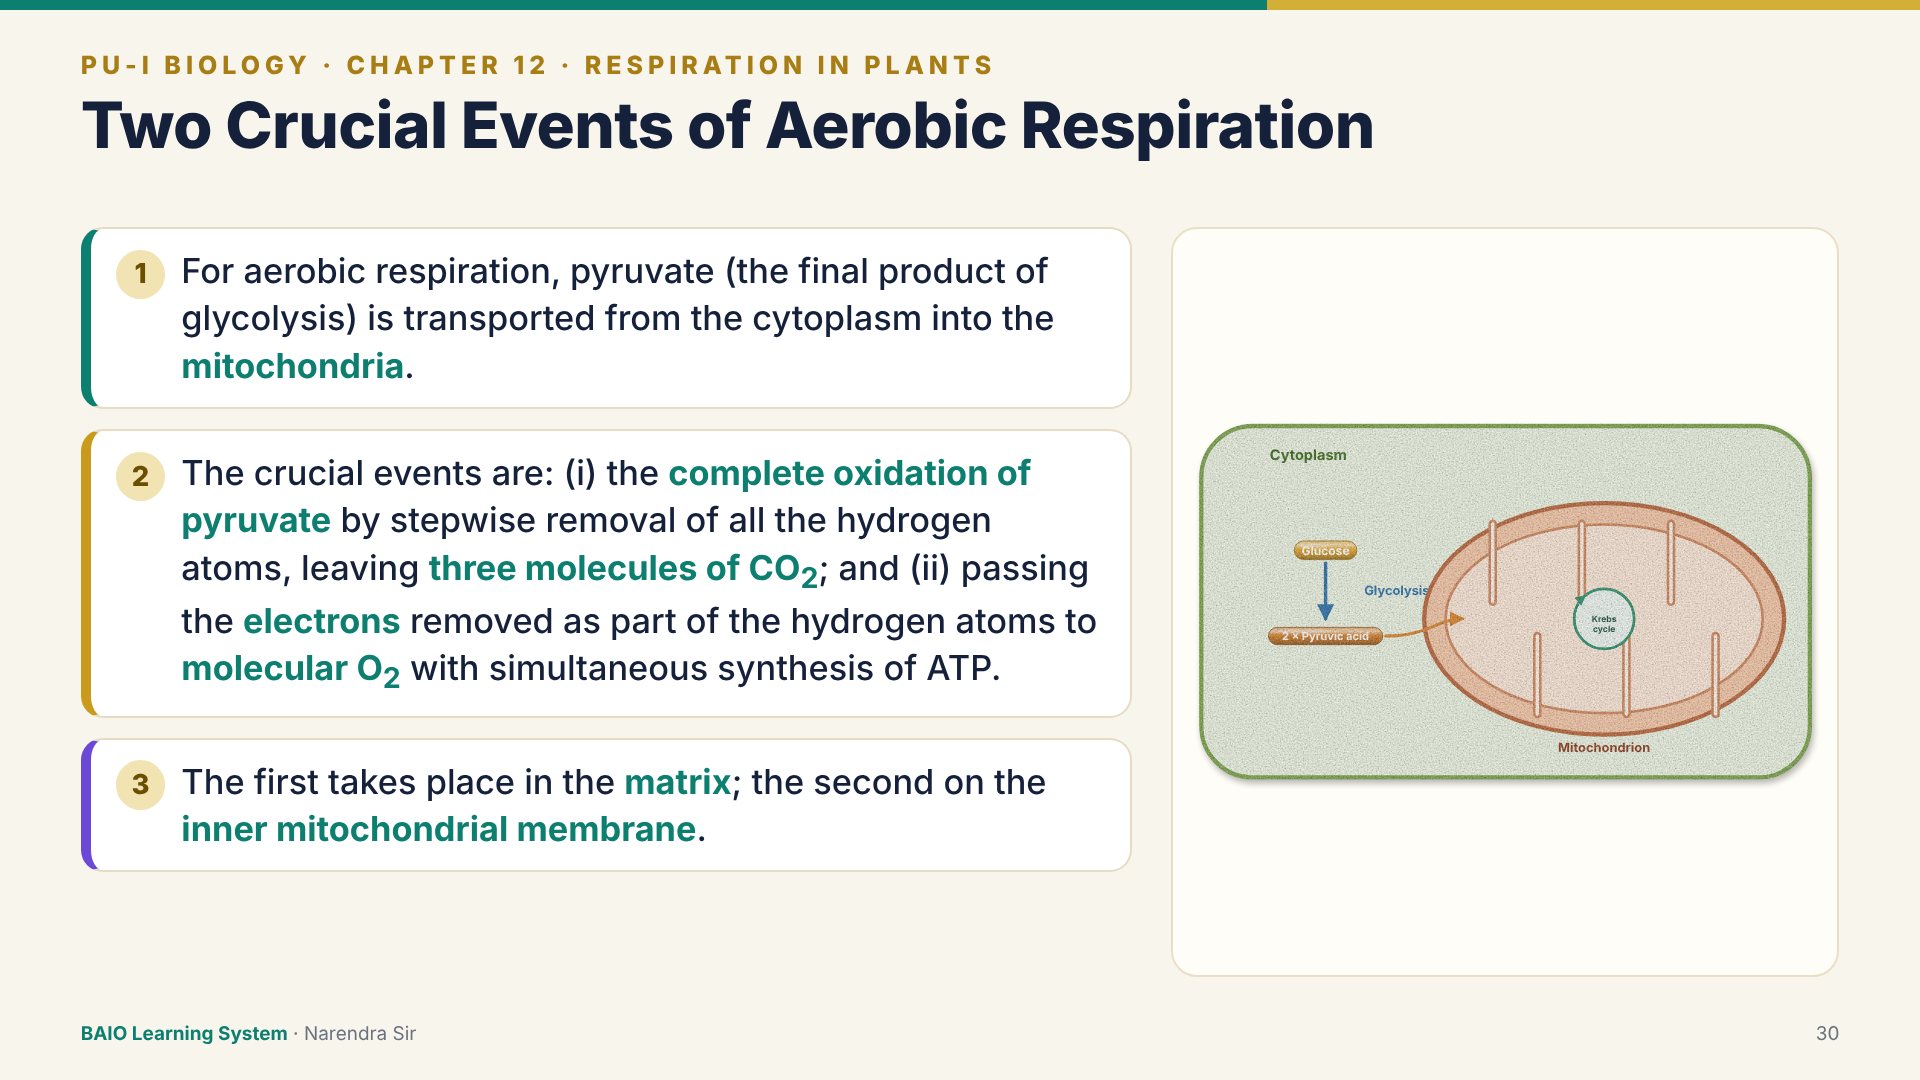 PU-I BIOLOGY · CHAPTER 12 · RESPIRATION IN PLANTS
Two Crucial Events of Aerobic Respiration
1
For aerobic respiration, pyruvate (the final product of
glycolysis) is transported from the cytoplasm into the
mitochondria.
2
The crucial events are: (i) the complete oxidation of
pyruvate by stepwise removal of all the hydrogen
atoms, leaving three molecules of CO₂; and (ii) passing
the electrons removed as part of the hydrogen atoms to
molecular O₂ with simultaneous synthesis of ATP.
3
The first takes place in the matrix; the second on the
inner mitochondrial membrane.
Cytoplasm
Glucose
Glycolysis
2 × Pyruvic acid
Krebs
cycle
Mitochondrion
BAIO Learning System · Narendra Sir
30